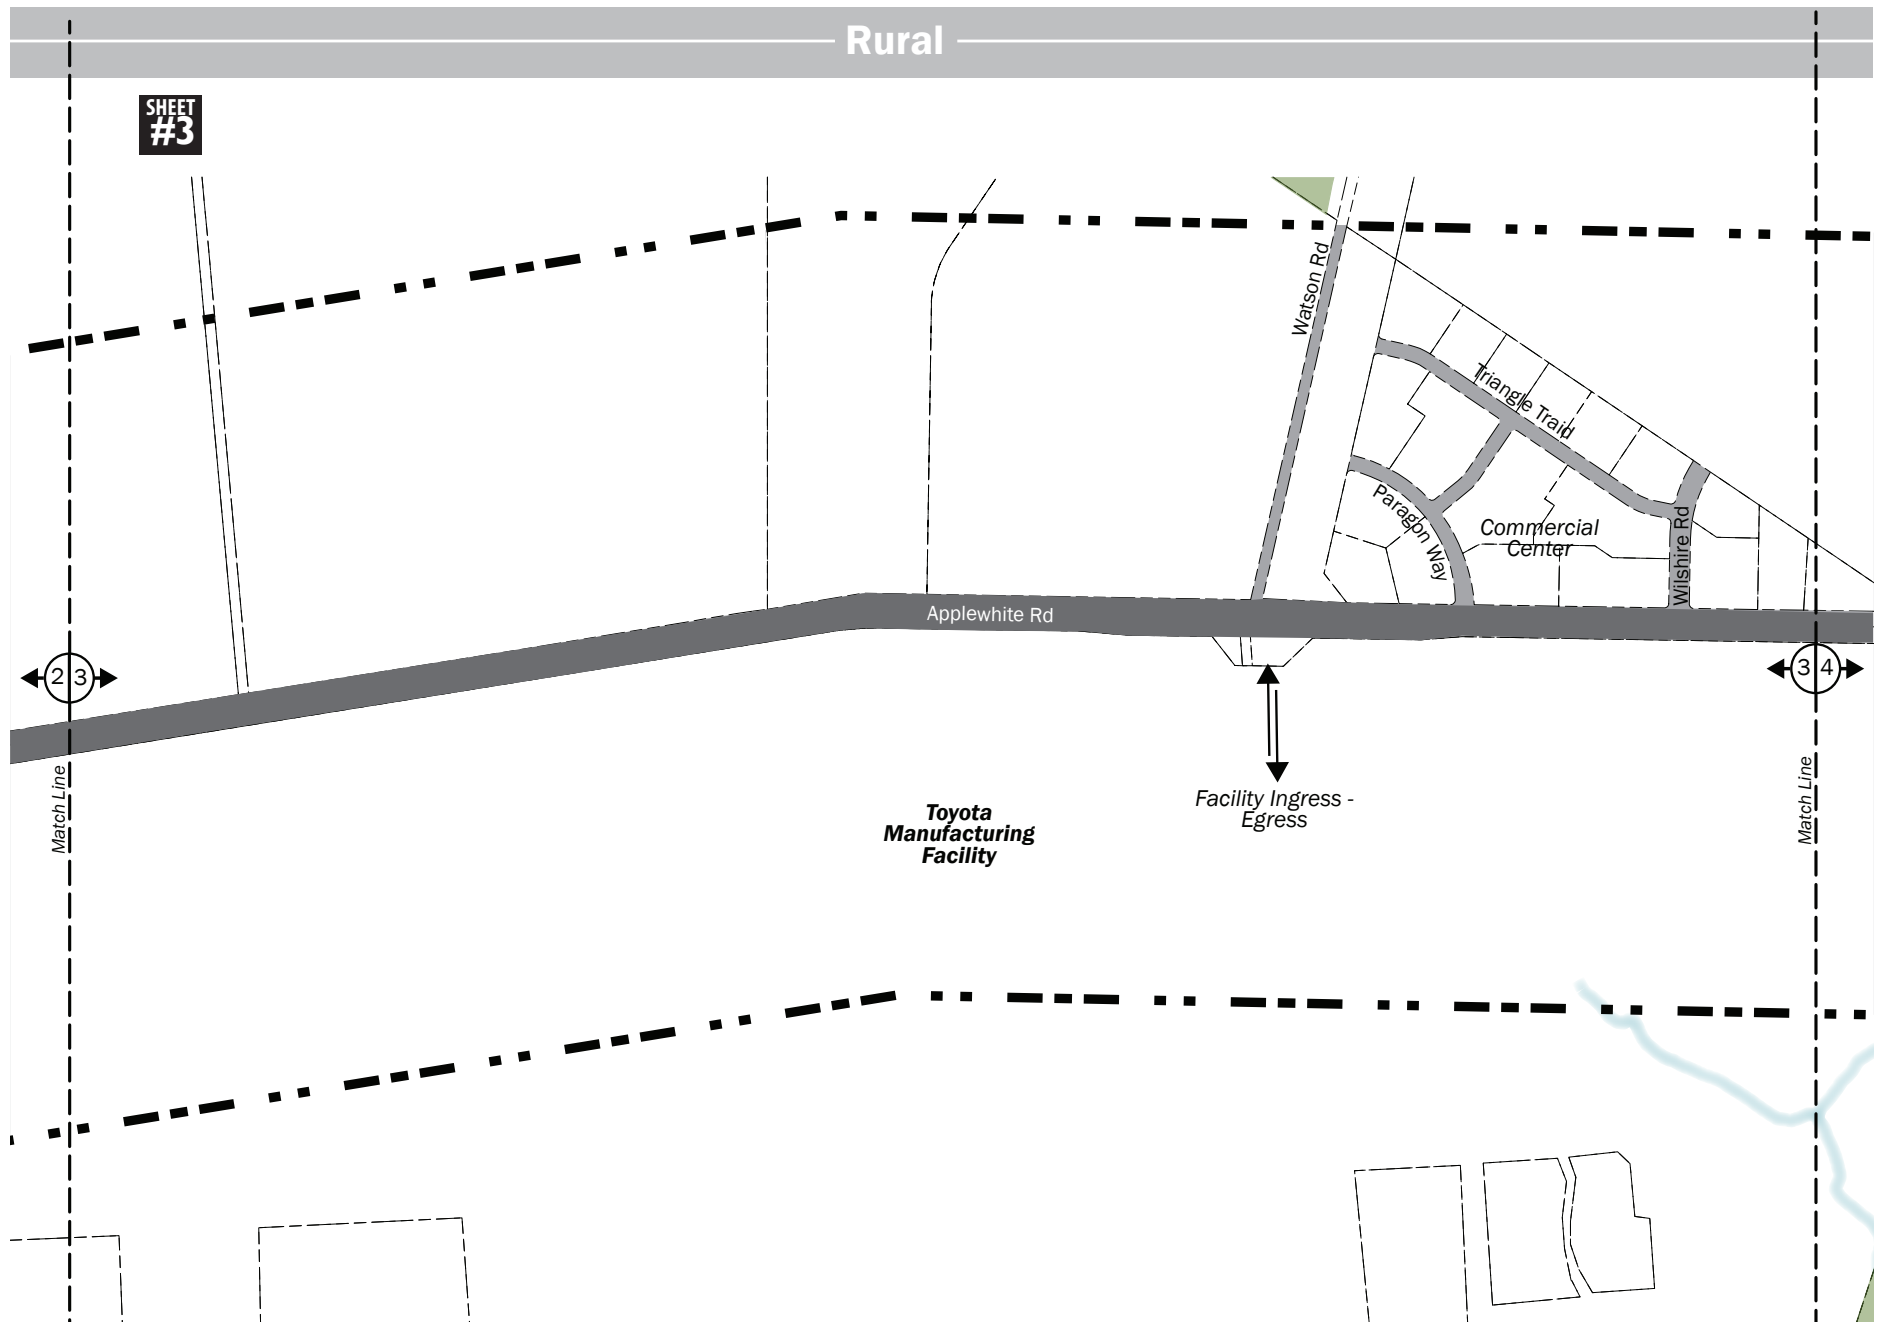 Rural
SHEET
#3
Watson Rd
Triangle Traid
Paragon Way
Commercial
Center
Wilshire Rd
Applewhite Rd
2 3
3 4
Match Line
Match Line
Facility Ingress -
Egress
Toyota
Manufacturing
Facility